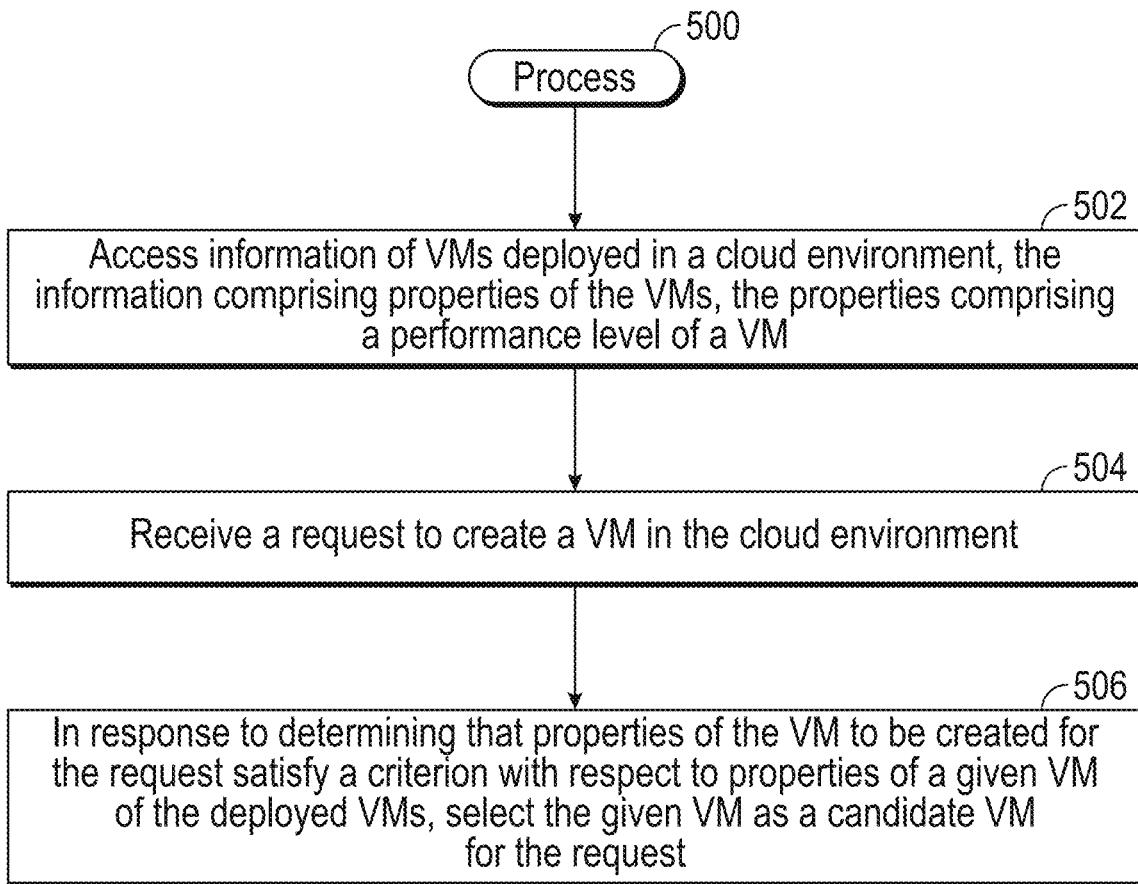 500
Process
502
Access information of VMs deployed in a cloud environment, the
information comprising properties of the VMs, the properties comprising
a performance level of a VM
504
Receive a request to create a VM in the cloud environment
506
In response to determining that properties of the VM to be created for
the request satisfy a criterion with respect to properties of a given VM
of the deployed VMs, select the given VM as a candidate VM
for the request